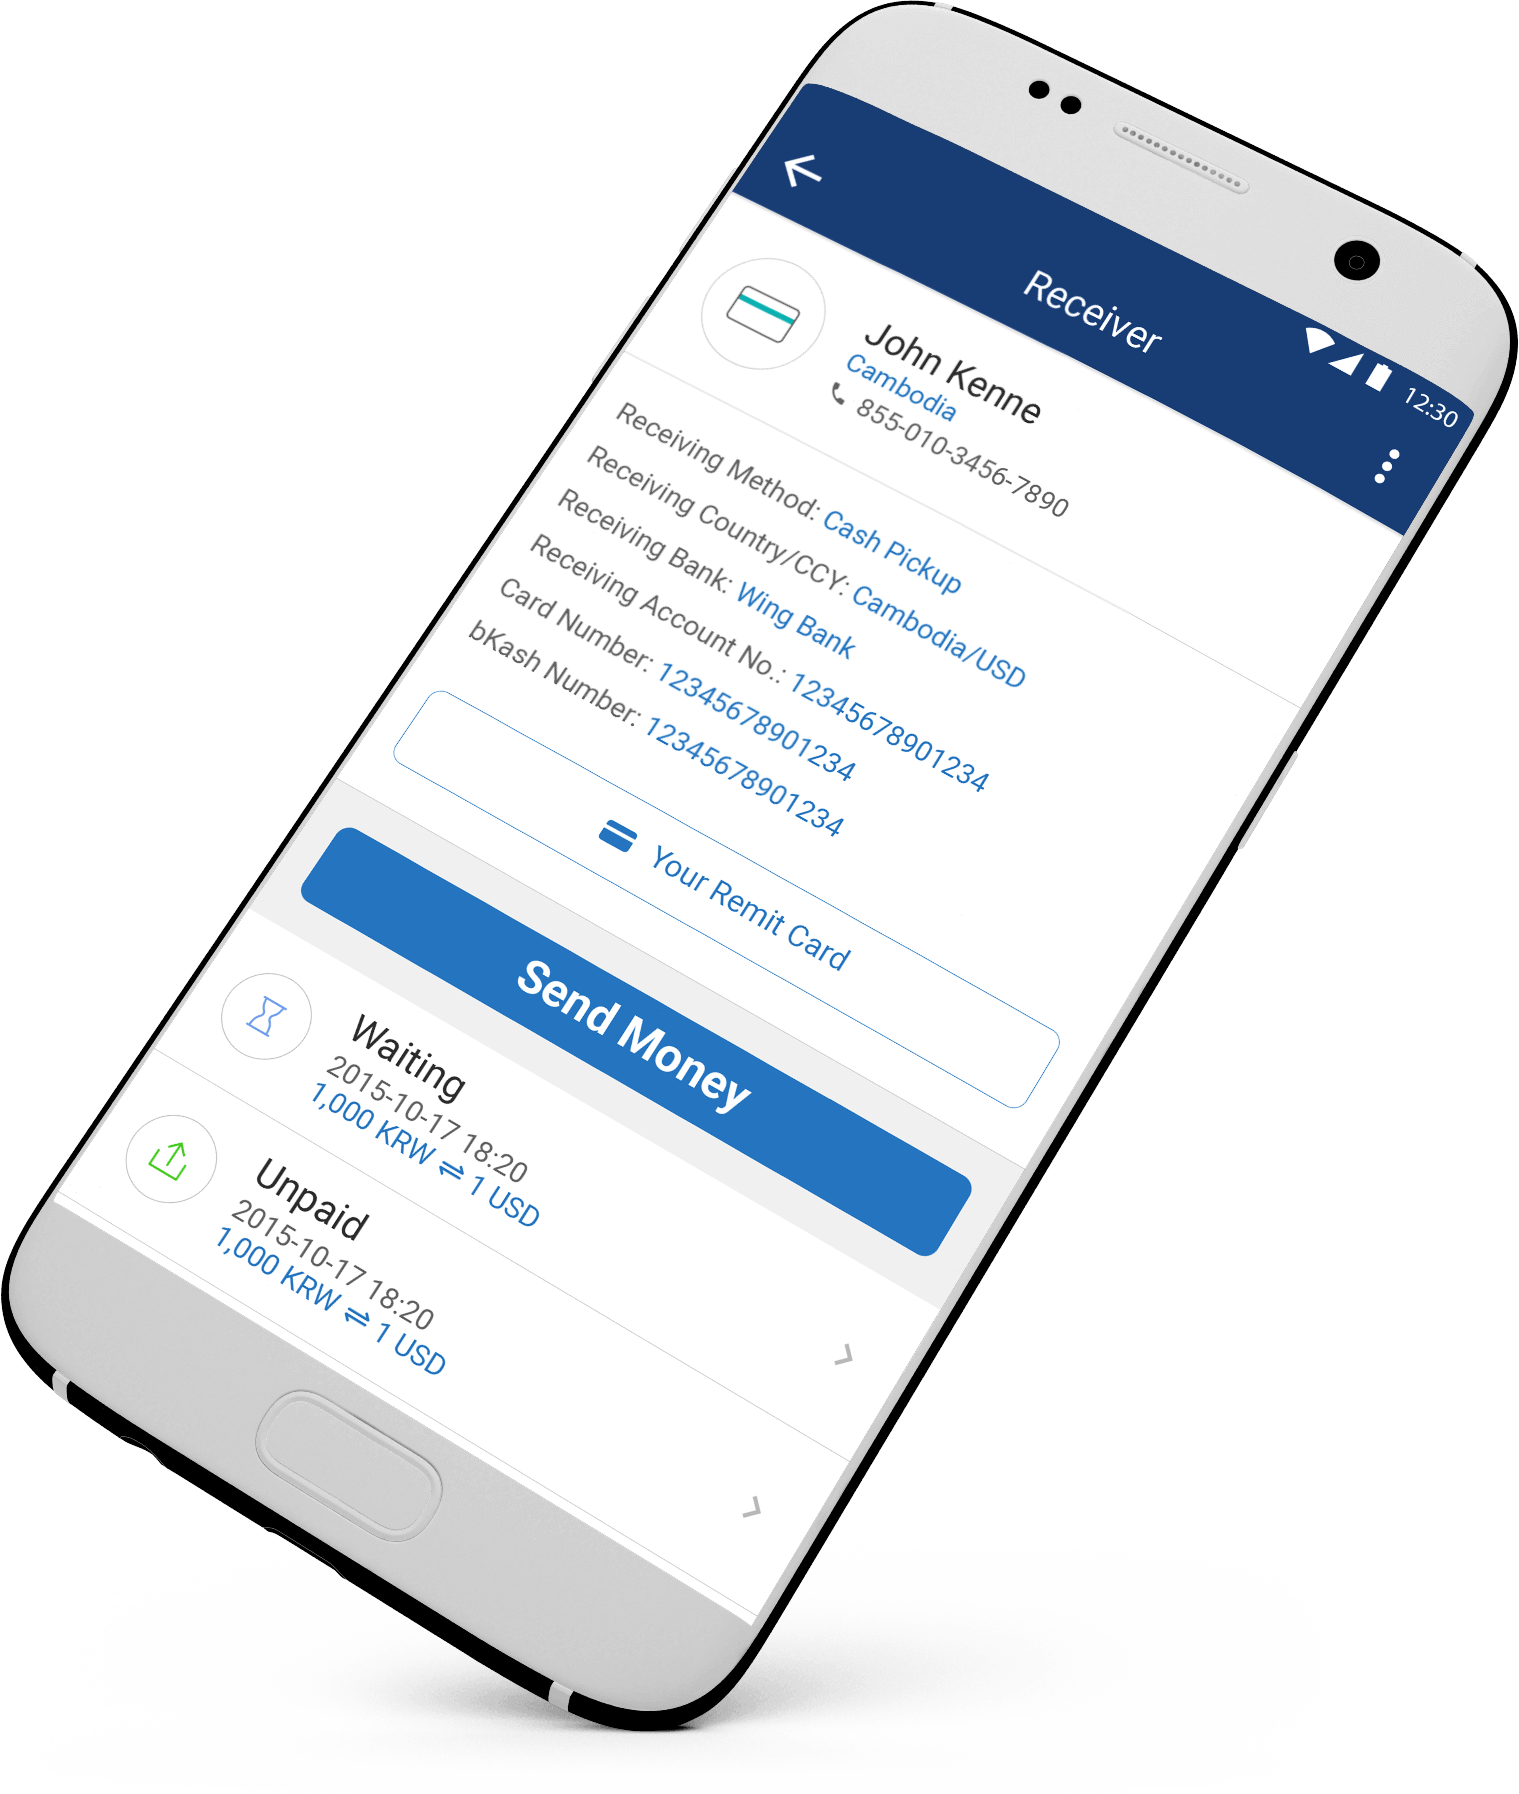 12:30
Receiver
John Kenne
Cambodia
855-010-3456-7890
Receiving Method: Cash Pickup
Receiving Country/CCY: Cambodia/USD
Receiving Bank: Wing Bank
Receiving Account No.: 12345678901234
Card Number: 12345678901234
bKash Number: 12345678901234
Your Remit Card
Send Money
Waiting
2015-10-17 18:20
1,000 KRW ⇌ 1 USD
Unpaid
2015-10-17 18:20
1,000 KRW ⇌ 1 USD